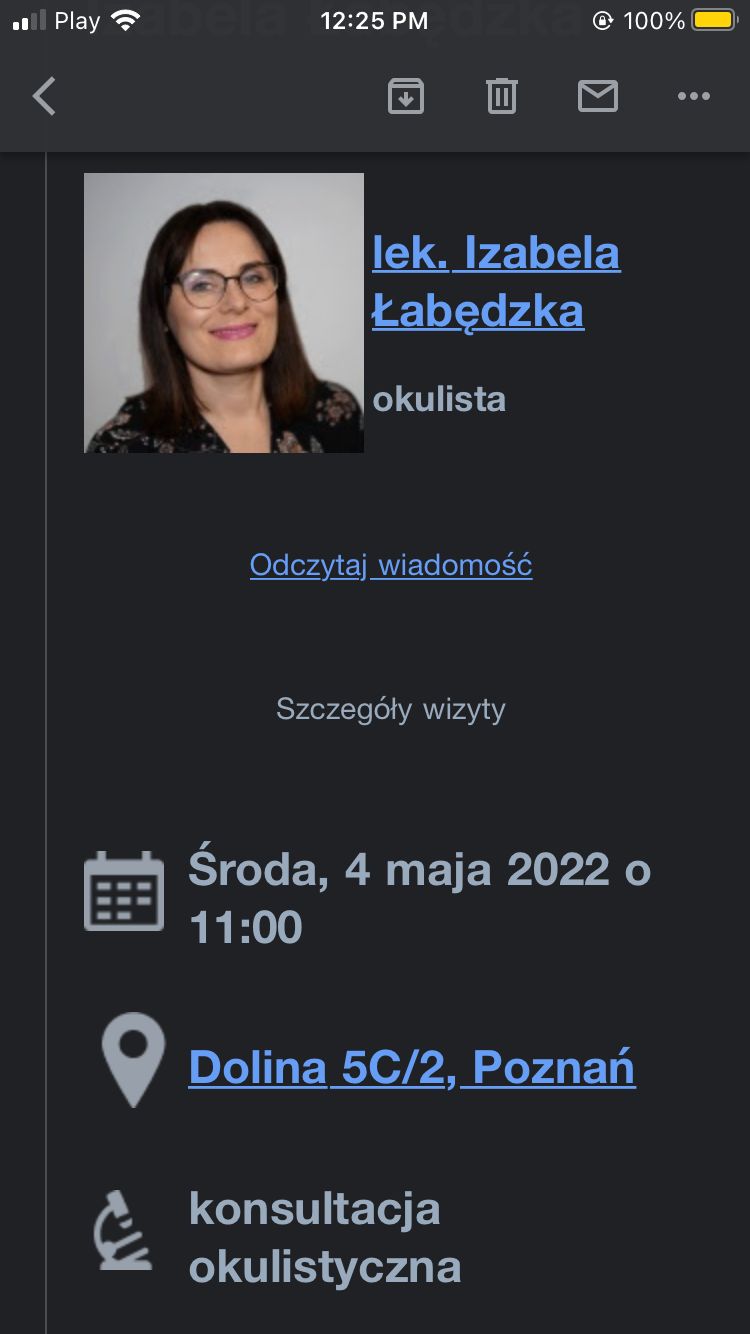 Play 12:25 PM 100%
lek. Izabela
Łabędzka
okulista
Odczytaj wiadomość
Szczegóły wizyty
Środa, 4 maja 2022 o
11:00
Dolina 5C/2, Poznań
konsultacja
okulistyczna